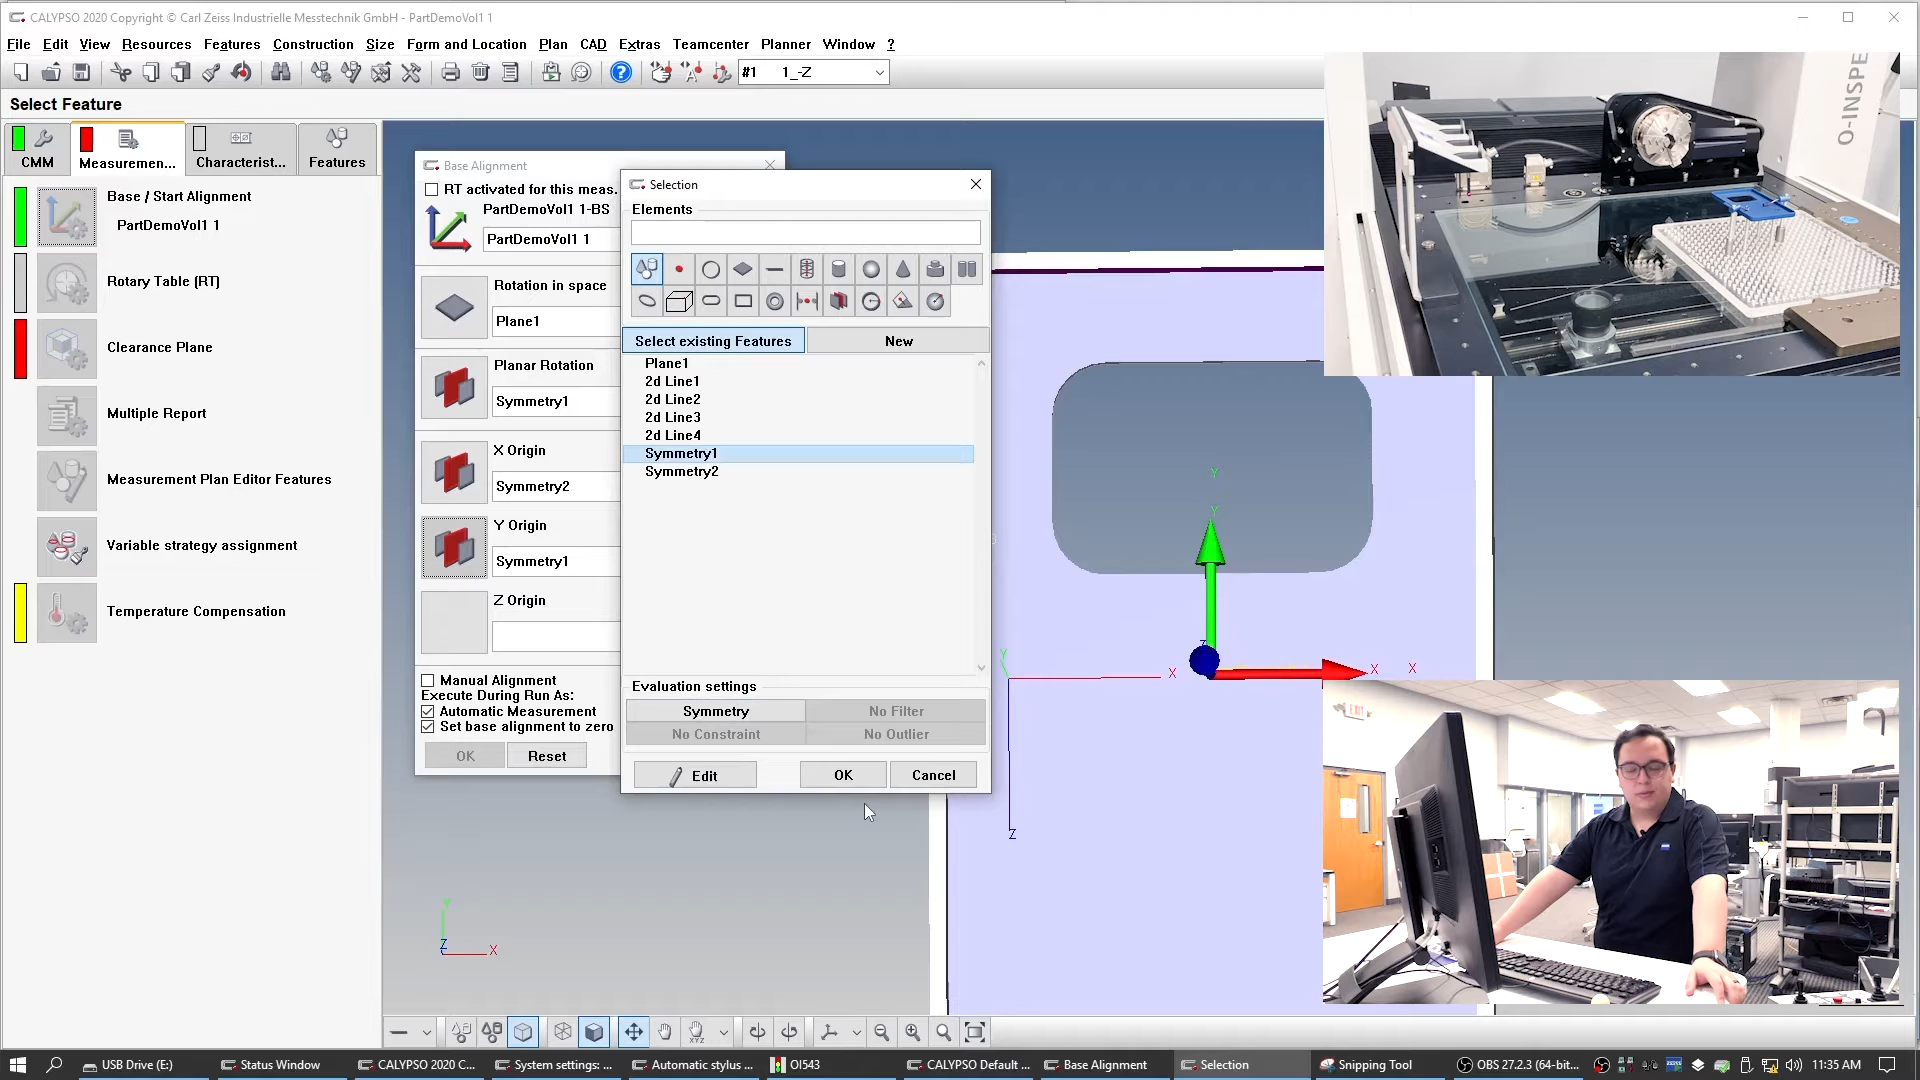 CALYPSO 2020 Copyright © Carl Zeiss Industrielle Messtechnik GmbH - PartDemoVol1 1
File Edit View Resources Features Construction Size Form and Location Plan CAD Extras Teamcenter Planner Window ?
#1 1_-Z
Select Feature
CMM
Measuremen...
Characterist...
Features
Base / Start Alignment
PartDemoVol1 1
Rotary Table (RT)
Clearance Plane
Multiple Report
Measurement Plan Editor Features
Variable strategy assignment
Temperature Compensation
Base Alignment
RT activated for this meas.
PartDemoVol1 1-BS
PartDemoVol1 1
Rotation in space
Plane1
Planar Rotation
Symmetry1
X Origin
Symmetry2
Y Origin
Symmetry1
Z Origin
Manual Alignment
Execute During Run As:
Automatic Measurement
Set base alignment to zero
OK Reset
Selection
Elements
Select existing Features New
Plane1
2d Line1
2d Line2
2d Line3
2d Line4
Symmetry1
Symmetry2
Evaluation settings
Symmetry No Filter
No Constraint No Outlier
Edit OK Cancel
Y
Y
Z
X
X
X
Y
Z
Y
Z
X
O-INSPE
EXIT
XYZ
USB Drive (E:)
Status Window
CALYPSO 2020 C...
System settings: ...
Automatic stylus ...
OI543
CALYPSO Default ...
Base Alignment
Selection
Snipping Tool
OBS 27.2.3 (64-bit...
11:35 AM